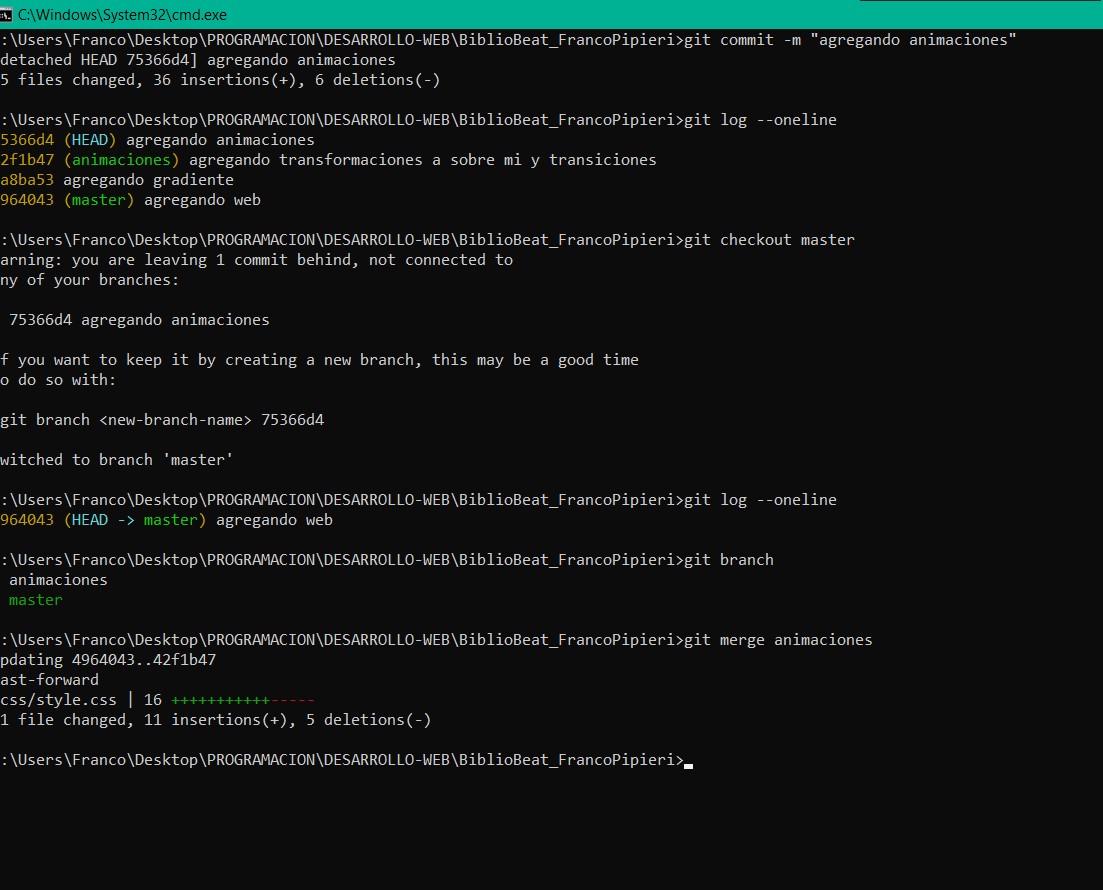 C:\Windows\System32\cmd.exe
:\Users\Franco\Desktop\PROGRAMACION\DESARROLLO-WEB\BiblioBeat_FrancoPipieri>git commit -m "agregando animaciones"
detached HEAD 75366d4] agregando animaciones
5 files changed, 36 insertions(+), 6 deletions(-)
:\Users\Franco\Desktop\PROGRAMACION\DESARROLLO-WEB\BiblioBeat_FrancoPipieri>git log --oneline
5366d4 (HEAD) agregando animaciones
2f1b47 (animaciones) agregando transformaciones a sobre mi y transiciones
a8ba53 agregando gradiente
964043 (master) agregando web
:\Users\Franco\Desktop\PROGRAMACION\DESARROLLO-WEB\BiblioBeat_FrancoPipieri>git checkout master
arning: you are leaving 1 commit behind, not connected to
ny of your branches:
75366d4 agregando animaciones
f you want to keep it by creating a new branch, this may be a good time
o do so with:
git branch <new-branch-name> 75366d4
witched to branch 'master'
:\Users\Franco\Desktop\PROGRAMACION\DESARROLLO-WEB\BiblioBeat_FrancoPipieri>git log --oneline
964043 (HEAD -> master) agregando web
:\Users\Franco\Desktop\PROGRAMACION\DESARROLLO-WEB\BiblioBeat_FrancoPipieri>git branch
animaciones
master
:\Users\Franco\Desktop\PROGRAMACION\DESARROLLO-WEB\BiblioBeat_FrancoPipieri>git merge animaciones
pdating 4964043..42f1b47
ast-forward
css/style.css | 16 +++++++++++-----
1 file changed, 11 insertions(+), 5 deletions(-)
:\Users\Franco\Desktop\PROGRAMACION\DESARROLLO-WEB\BiblioBeat_FrancoPipieri>